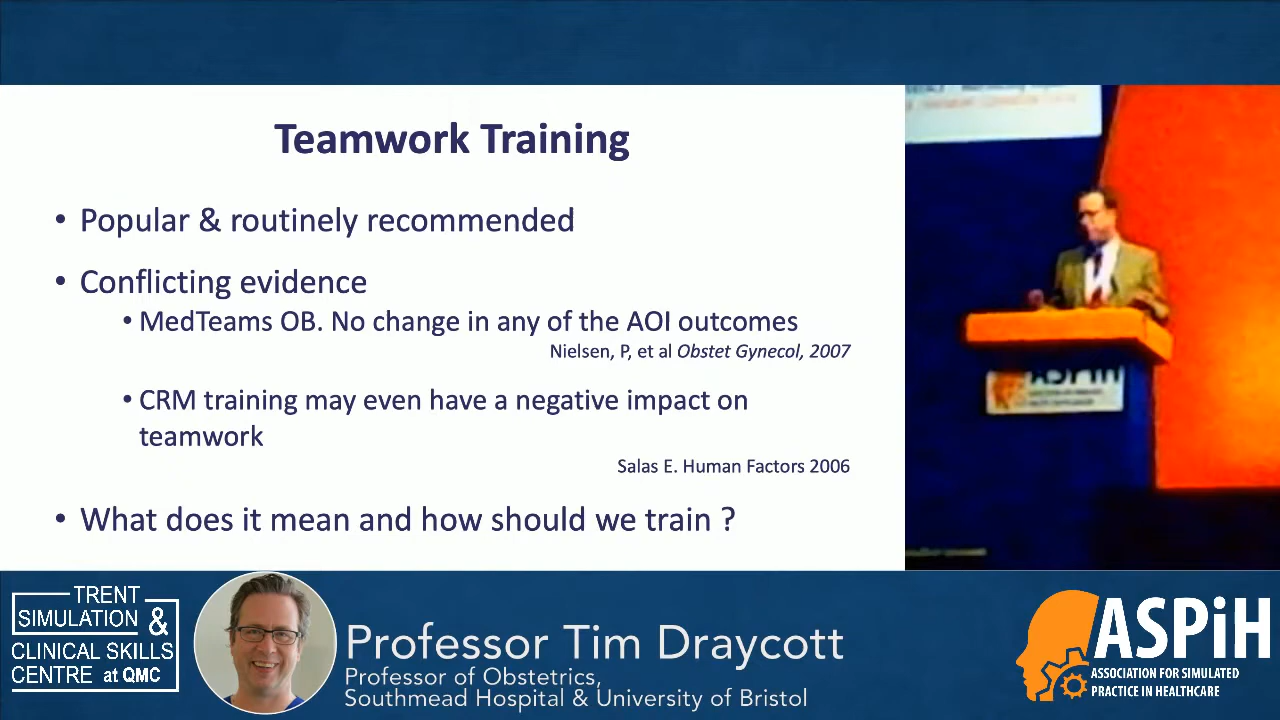 Teamwork Training
• Popular & routinely recommended
• Conflicting evidence
• MedTeams OB. No change in any of the AOI outcomes
Nielsen, P, et al Obstet Gynecol, 2007
• CRM training may even have a negative impact on
teamwork
Salas E. Human Factors 2006
• What does it mean and how should we train ?
ASPiH
TRENT
SIMULATION &
CLINICAL SKILLS
CENTRE at QMC
Professor Tim Draycott
Professor of Obstetrics,
Southmead Hospital & University of Bristol
ASPiH
ASSOCIATION FOR SIMULATED
PRACTICE IN HEALTHCARE